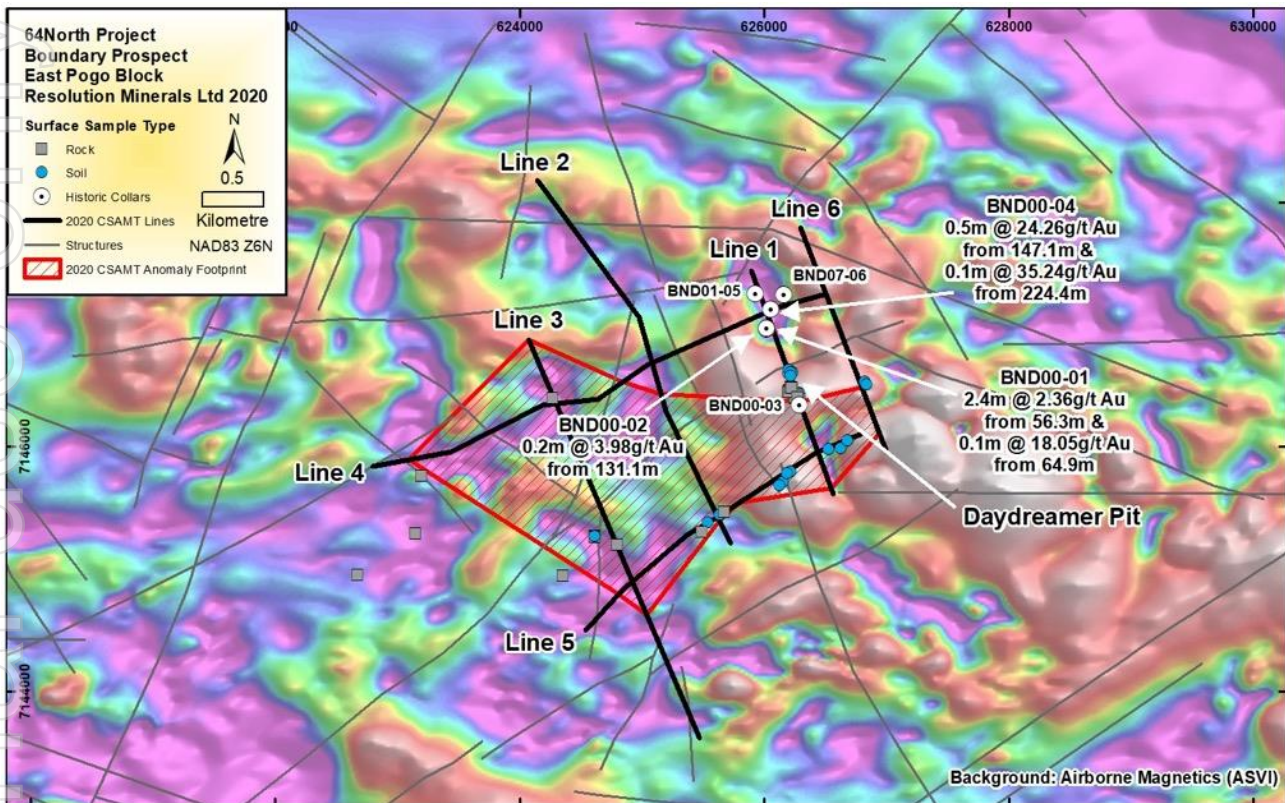 64North Project
Boundary Prospect
East Pogo Block
Resolution Minerals Ltd 2020
Surface Sample Type
Rock
Soil
Historic Collars
2020 CSAMT Lines
Structures
2020 CSAMT Anomaly Footprint
N
0.5
Kilometre
NAD83 Z6N
624000
626000
628000
630000
7146000
7144000
Line 2
Line 6
Line 1
BND07-06
BND01-05
BND00-04
0.5m @ 24.26g/t Au
from 147.1m &
0.1m @ 35.24g/t Au
from 224.4m
Line 3
BND00-03
BND00-01
2.4m @ 2.36g/t Au
from 56.3m &
0.1m @ 18.05g/t Au
from 64.9m
BND00-02
0.2m @ 3.98g/t Au
from 131.1m
Line 4
Daydreamer Pit
Line 5
Background: Airborne Magnetics (ASVI)